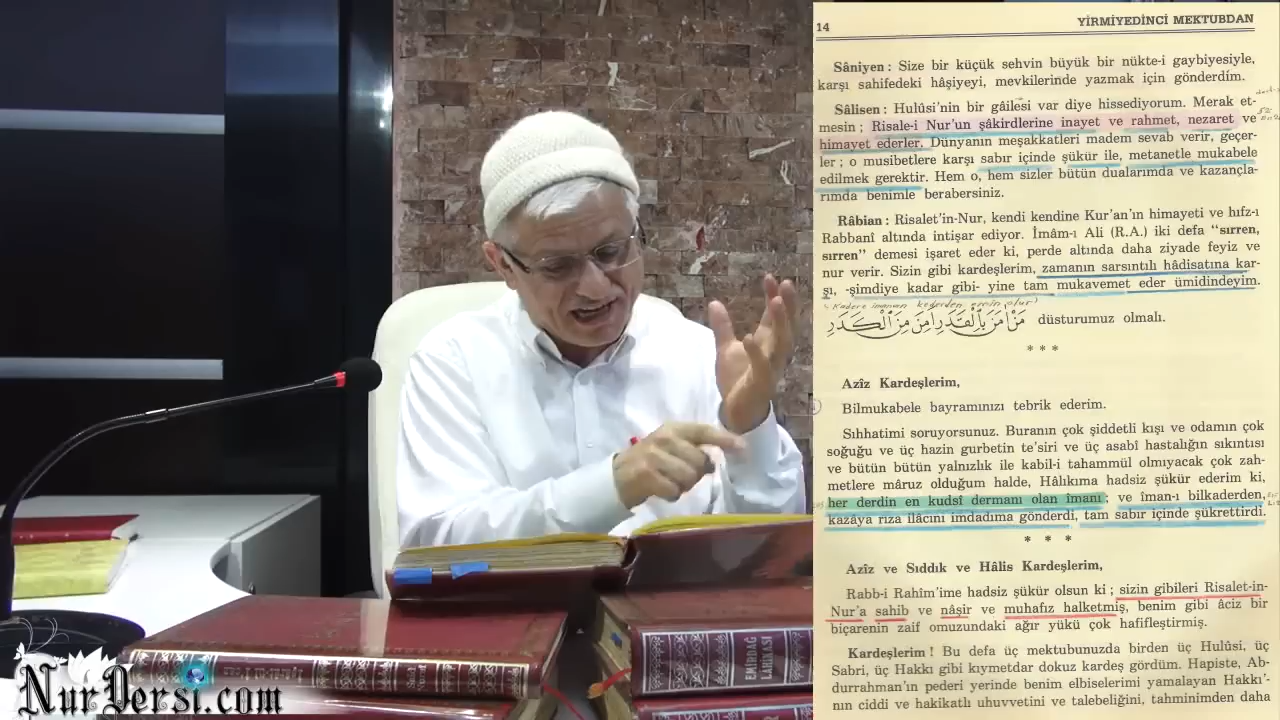 14
YİRMİYEDİNCİ MEKTUBDAN
Sâniyen : Size bir küçük sehvin büyük bir nükte-i gaybiyesiyle,
karşı sahifedeki hâşiyeyi, mevkilerinde yazmak için gönderdim.
Sâlisen : Hulûsi'nin bir gâilesi var diye hissediyorum. Merak et-
mesin ; Risale-i Nur'un şâkirdlerine inayet ve rahmet, nezaret ve
himayet ederler. Dünyanın meşakkatleri madem sevab verir, geçer-
ler ; o musibetlere karşı sabır içinde şükür ile, metanetle mukabele
edilmek gerektir. Hem o, hem sizler bütün dualarımda ve kazançla-
rımda benimle berabersiniz.
Râbian : Risalet'in-Nur, kendi kendine Kur'an'ın himayeti ve hıfz-ı
Rabbanî altında intişar ediyor. İmâm-ı Ali (R.A.) iki defa "sırren,
sırren" demesi işaret eder ki, perde altında daha ziyade feyiz ve
nur verir. Sizin gibi kardeşlerim, zamanın sarsıntılı hâdisatına kar-
şı, -şimdiye kadar gibi- yine tam mukavemet eder ümidindeyim.
Kadere inanan kederden emin olur
مَنْ اٰمَنَ بِالْقَدَرِ اَمِنَ مِنَ الْكَدَرِ düsturumuz olmalı.
* * *
Azîz Kardeşlerim,
Bilmukabele bayramınızı tebrik ederim.
Sıhhatimi soruyorsunuz. Buranın çok şiddetli kışı ve odamın çok
soğuğu ve üç hazin gurbetin te'siri ve üç asabî hastalığın sıkıntısı
ve bütün bütün yalnızlık ile kabil-i tahammül olmıyacak çok zah-
metlere mâruz olduğum halde, Hâlıkıma hadsiz şükür ederim ki,
her derdin en kudsî dermanı olan îmanı ; ve îman-ı bilkaderden,
kazâya rıza ilâcını imdadıma gönderdi, tam sabır içinde şükrettirdi.
* * *
Azîz ve Sıddık ve Hâlis Kardeşlerim,
Rabb-i Rahîm'ime hadsiz şükür olsun ki ; sizin gibileri Risalet-in-
Nur'a sahib ve nâşir ve muhafız halketmiş, benim gibi âciz bir
biçarenin zaif omuzundaki ağır yükü çok hafifleştirmiş.
Kardeşlerim ! Bu defa üç mektubunuzda birden üç Hulûsi, üç
Sabri, üç Hakkı gibi kıymetdar dokuz kardeş gördüm. Hapiste, Ab-
durrahman'ın pederi yerinde benim elbiselerimi yamalayan Hakkı'-
nın ciddi ve hakikatlı uhuvvetini ve talebeliğini, tahminimden daha
EMİRDAĞ
LÂHİKASI
NurDersi.com